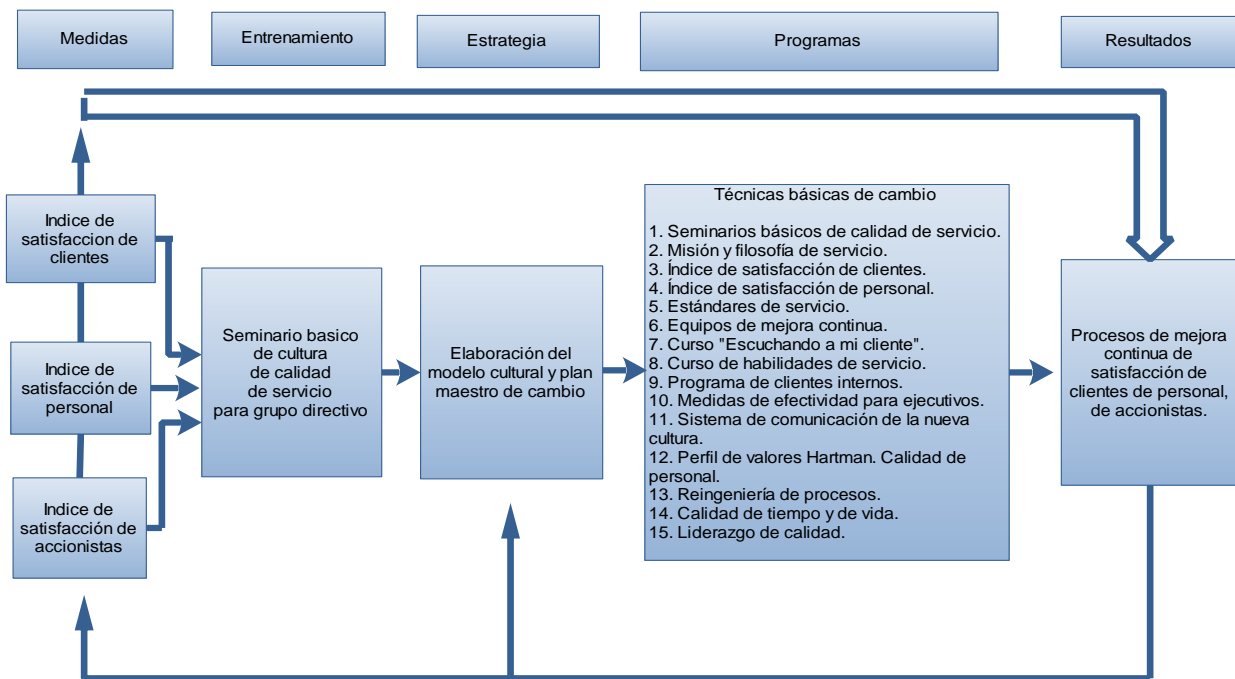 Medidas
Entrenamiento
Estrategia
Programas
Resultados
Indice de
satisfaccion de
clientes
Indice de
satisfacción de
personal
Indice de
satisfacción de
accionistas
Seminario basico
de cultura
de calidad
de servicio
para grupo directivo
Elaboración del
modelo cultural y plan
maestro de cambio
Técnicas básicas de cambio
1. Seminarios básicos de calidad de servicio.
2. Misión y filosofía de servicio.
3. Índice de satisfacción de clientes.
4. Índice de satisfacción de personal.
5. Estándares de servicio.
6. Equipos de mejora continua.
7. Curso "Escuchando a mi cliente".
8. Curso de habilidades de servicio.
9. Programa de clientes internos.
10. Medidas de efectividad para ejecutivos.
11. Sistema de comunicación de la nueva
cultura.
12. Perfil de valores Hartman. Calidad de
personal.
13. Reingeniería de procesos.
14. Calidad de tiempo y de vida.
15. Liderazgo de calidad.
Procesos de mejora
continua de
satisfacción de
clientes de personal,
de accionistas.